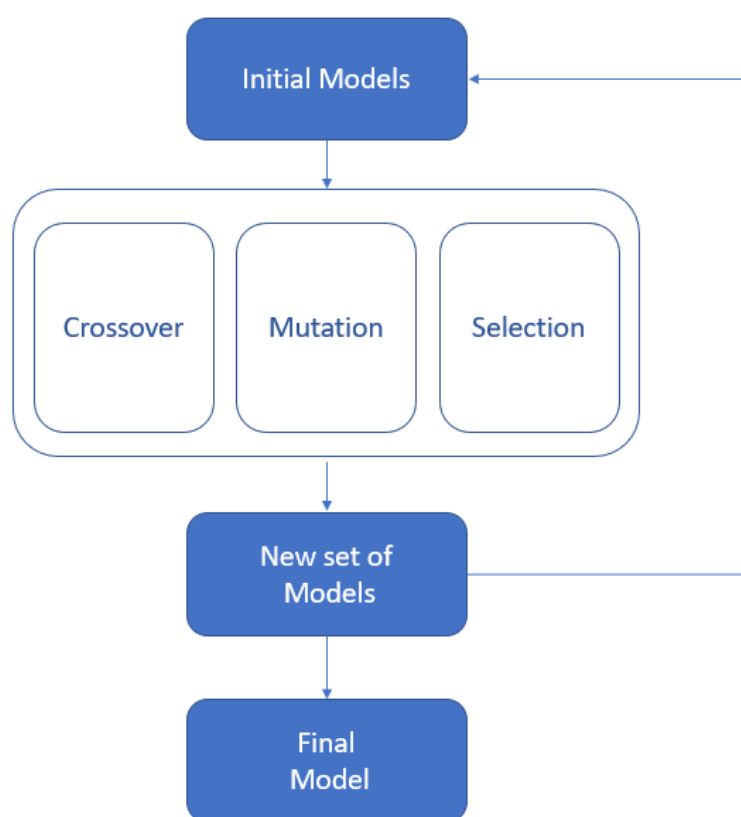 Initial Models
Crossover
Mutation
Selection
New set of
Models
Final
Model